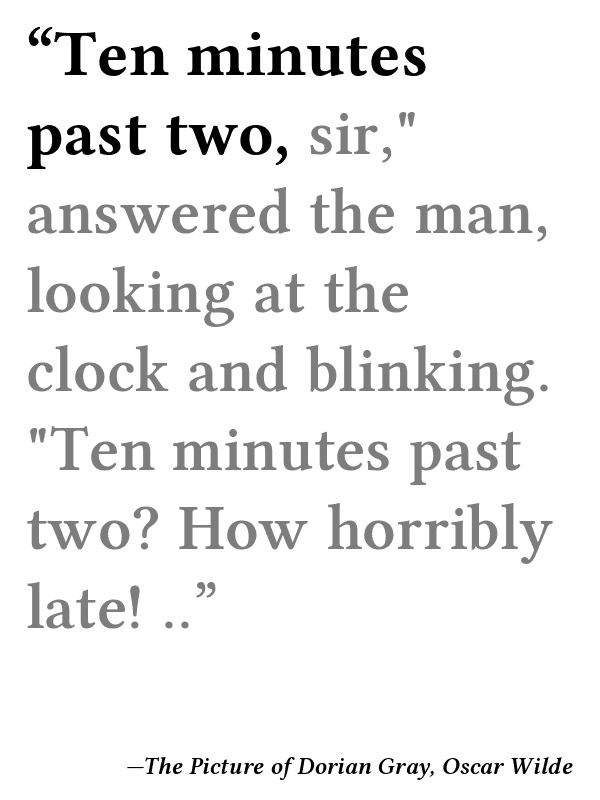 “Ten minutes
past two, sir,"
answered the man,
looking at the
clock and blinking.
"Ten minutes past
two? How horribly
late! ..”
—The Picture of Dorian Gray, Oscar Wilde